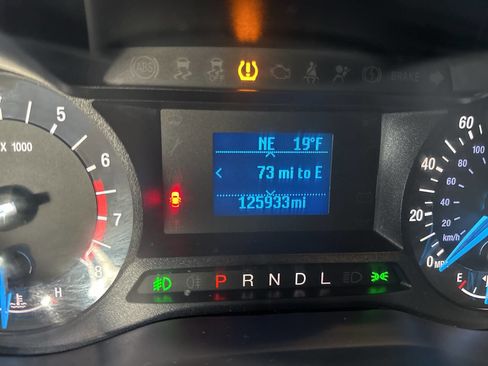 ABS BRAKE
NE 19°F
< 73 mi to E
125933mi
P R N D L
X 1000
5
6
7
8
H
60
40
20
0 MPH
100
80
60
40
20
km/h
E